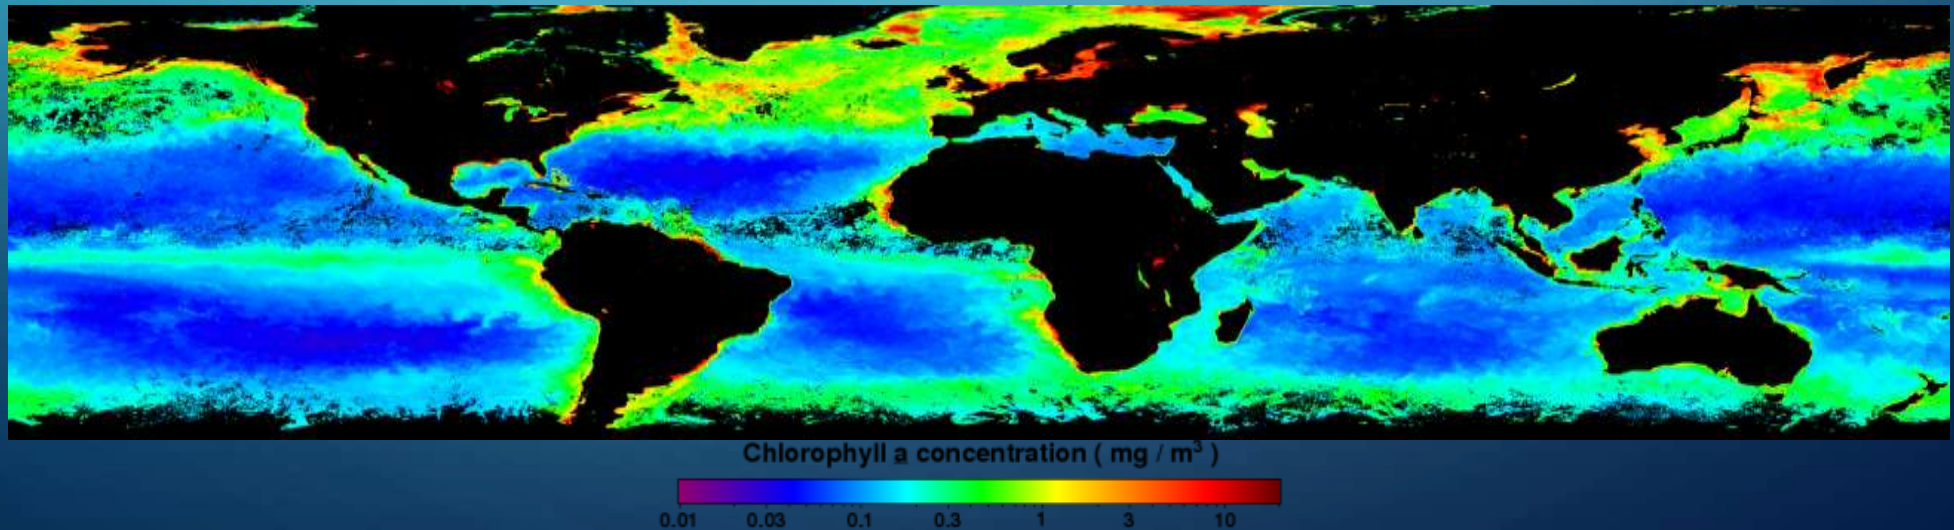 Chlorophyll a concentration ( mg / m³ )
0.01 0.03 0.1 0.3 1 3 10